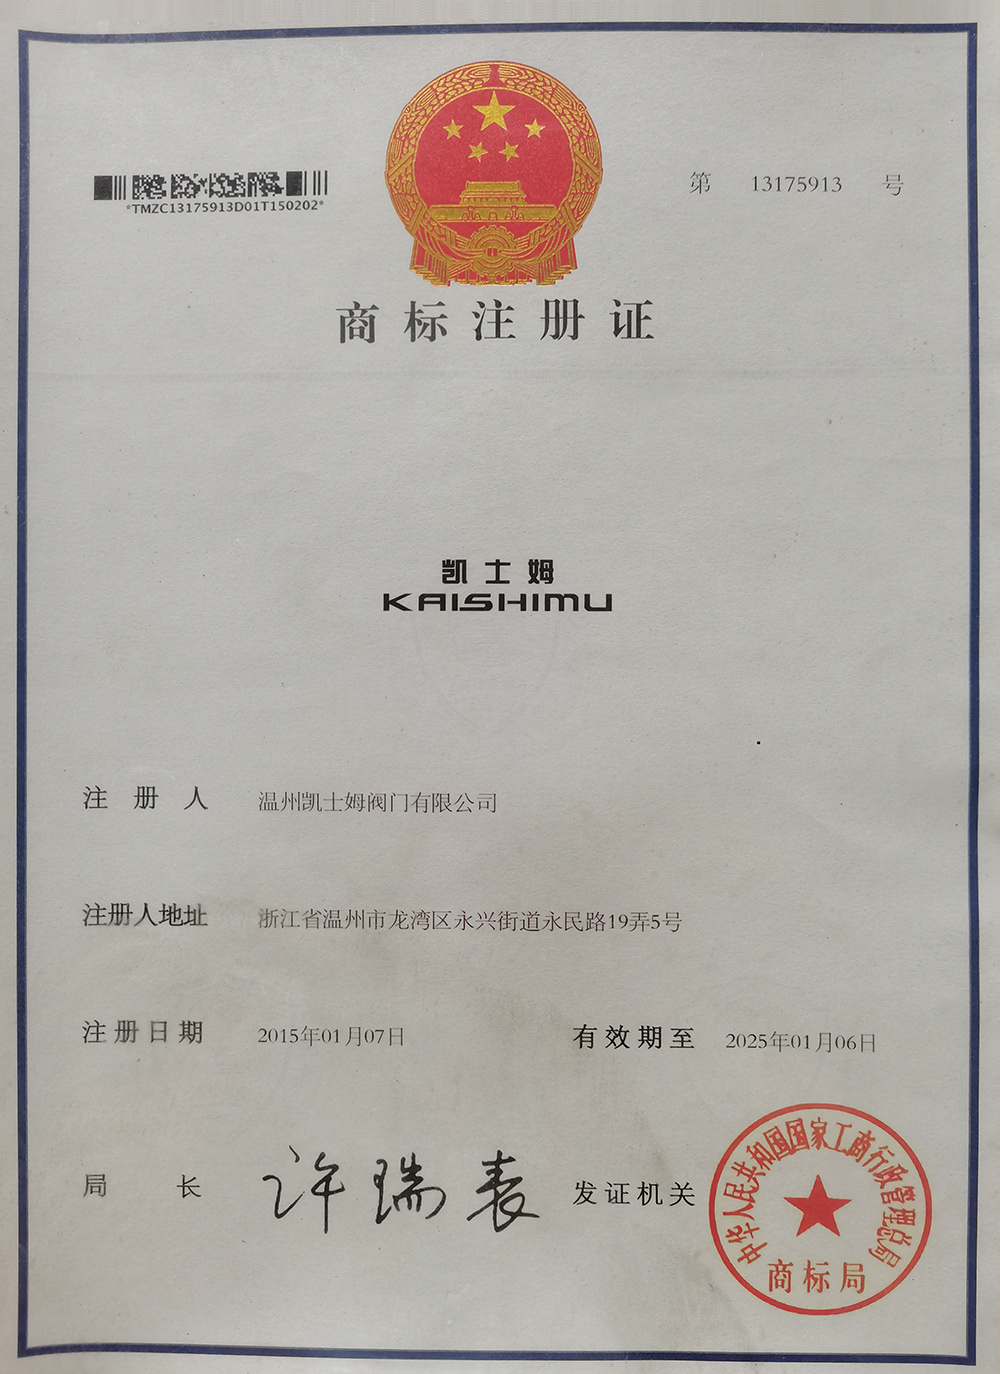 *TMZC13175913D01T150202*
第 13175913 号
商标注册证
凯士姆
KAISHIMU
注册人 温州凯士姆阀门有限公司
注册人地址 浙江省温州市龙湾区永兴街道永民路19弄5号
注册日期 2015年01月07日 有效期至 2025年01月06日
局长 许瑞表 发证机关
中华人民共和国国家工商行政管理总局
商标局